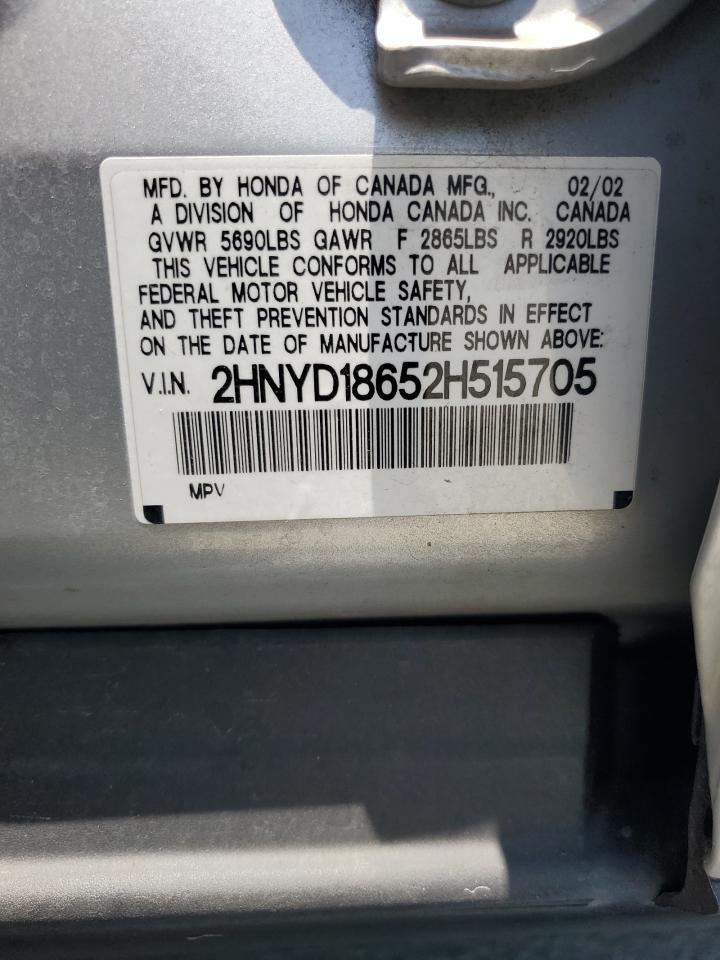 MFD. BY HONDA OF CANADA MFG., 02/02
A DIVISION OF HONDA CANADA INC. CANADA
GVWR 5690LBS GAWR F 2865LBS R 2920LBS
THIS VEHICLE CONFORMS TO ALL APPLICABLE
FEDERAL MOTOR VEHICLE SAFETY,
AND THEFT PREVENTION STANDARDS IN EFFECT
ON THE DATE OF MANUFACTURE SHOWN ABOVE:
V.I.N. 2HNYD18652H515705
MPV